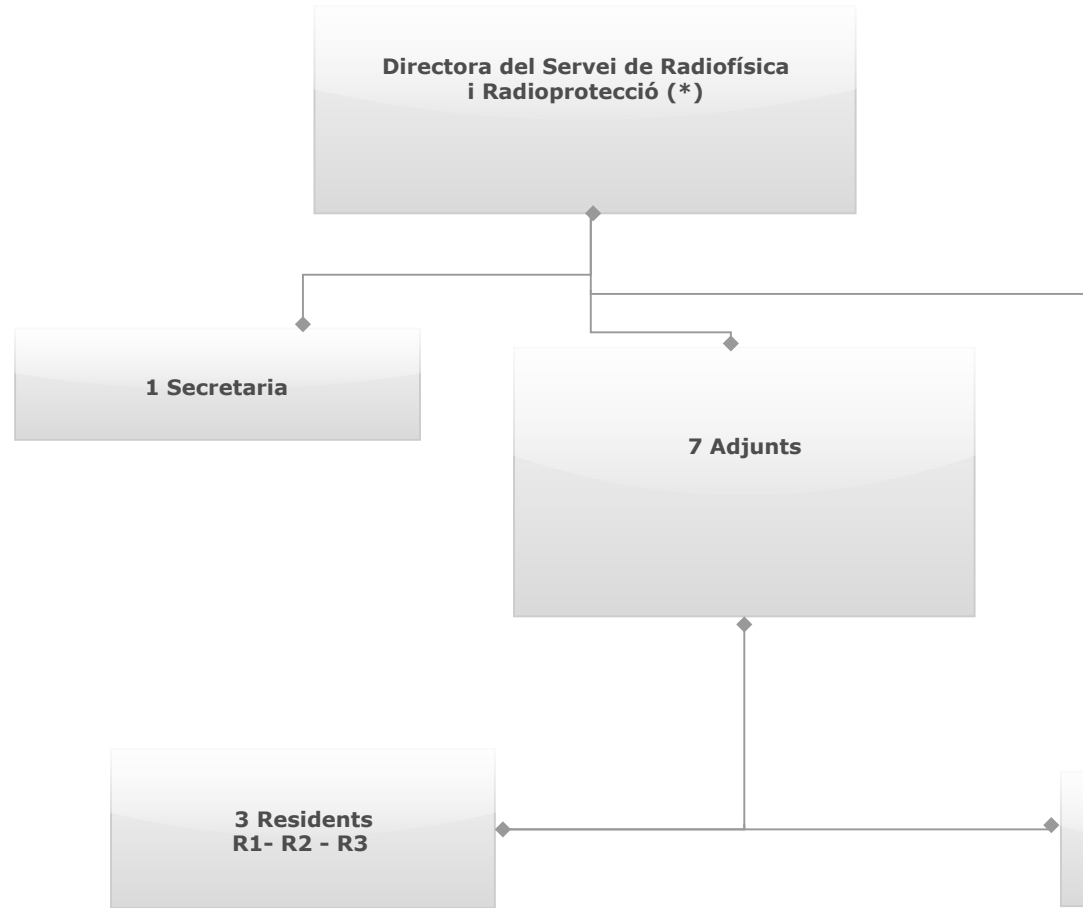 Directora del Servei de Radiofísica
i Radioprotecció (*)
1 Secretaria
7 Adjunts
3 Residents
R1- R2 - R3